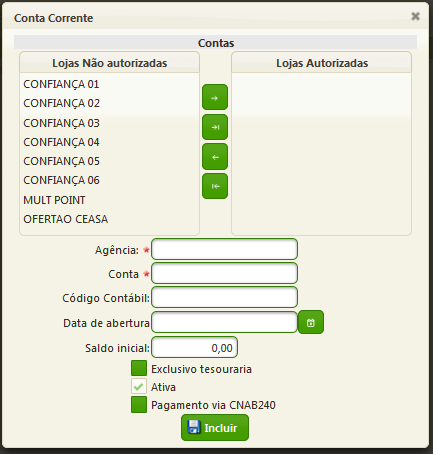 Conta Corrente
Contas
Lojas Não autorizadas
Lojas Autorizadas
CONFIANÇA 01
CONFIANÇA 02
CONFIANÇA 03
CONFIANÇA 04
CONFIANÇA 05
CONFIANÇA 06
MULT POINT
OFERTAO CEASA
Agência: *
Conta *
Código Contábil:
Data de abertura
Saldo inicial: 0,00
Exclusivo tesouraria
Ativa
Pagamento via CNAB240
Incluir